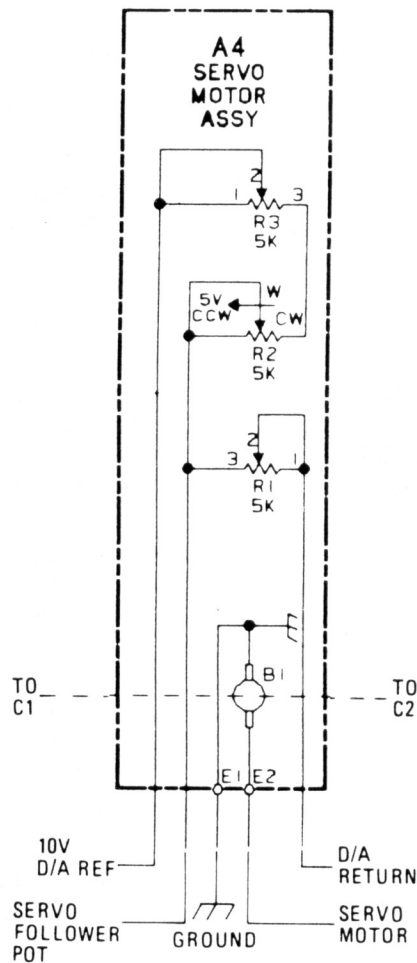 A4
SERVO
MOTOR
ASSY
2
1
3
R3
5K
W
5V
CCW
CW
R2
5K
2
3
1
R1
5K
B1
TO
C1
TO
C2
E1
E2
10V
D/A REF
D/A
RETURN
SERVO
FOLLOWER
POT
GROUND
SERVO
MOTOR